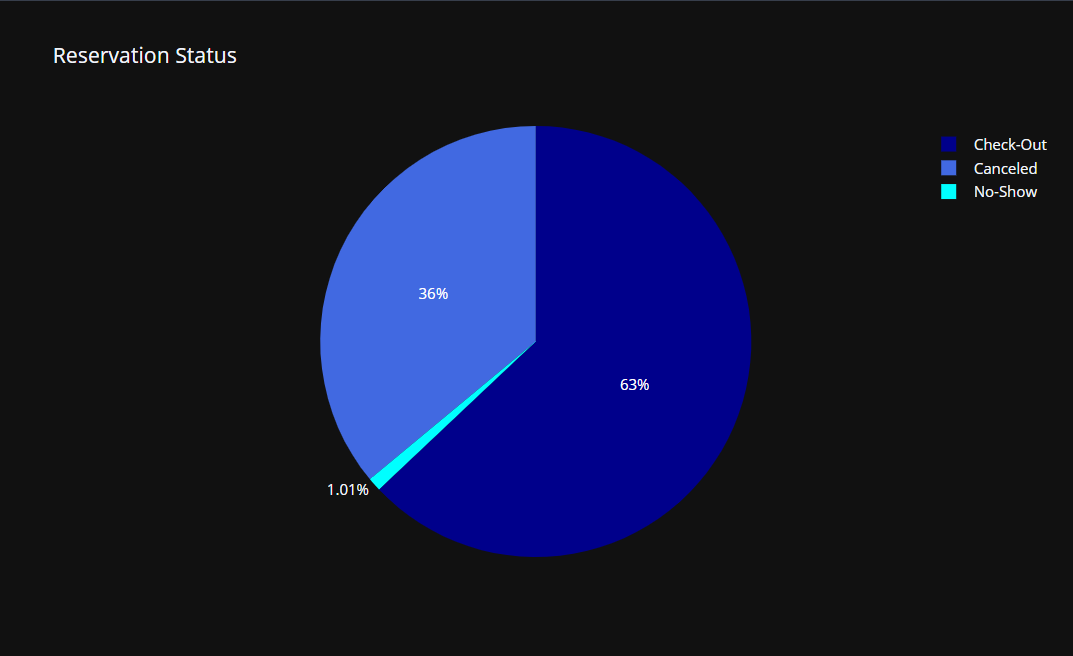 Reservation Status
Check-Out
Canceled
No-Show
36%
63%
1.01%